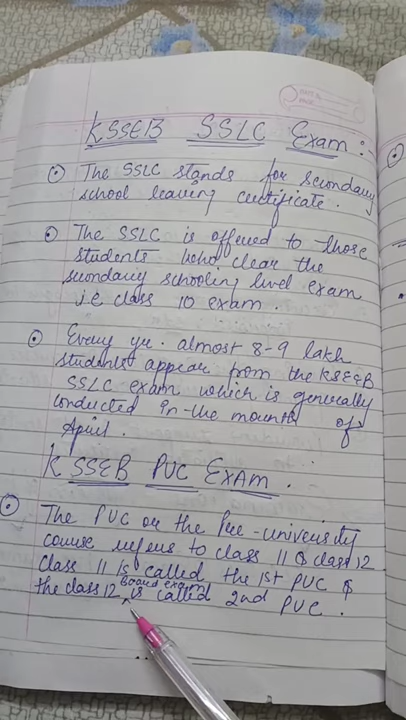 KSSEB SSLC Exam :-
The SSLC stands for secondary
school leaving certificate.
The SSLC is offered to those
students who clear the
secondary schooling level exam
i.e class 10 exam.
Every yr. almost 8-9 lakh
students appear from the KSEEB
SSLC exam which is generally
conducted in the mounth of
April.
KSSEB PUC EXAM.
The PUC or the Pre-university
course refers to class 11 & class 12
Class 11 is called the 1st PUC &
board exam
the class 12 is called 2nd PUC.